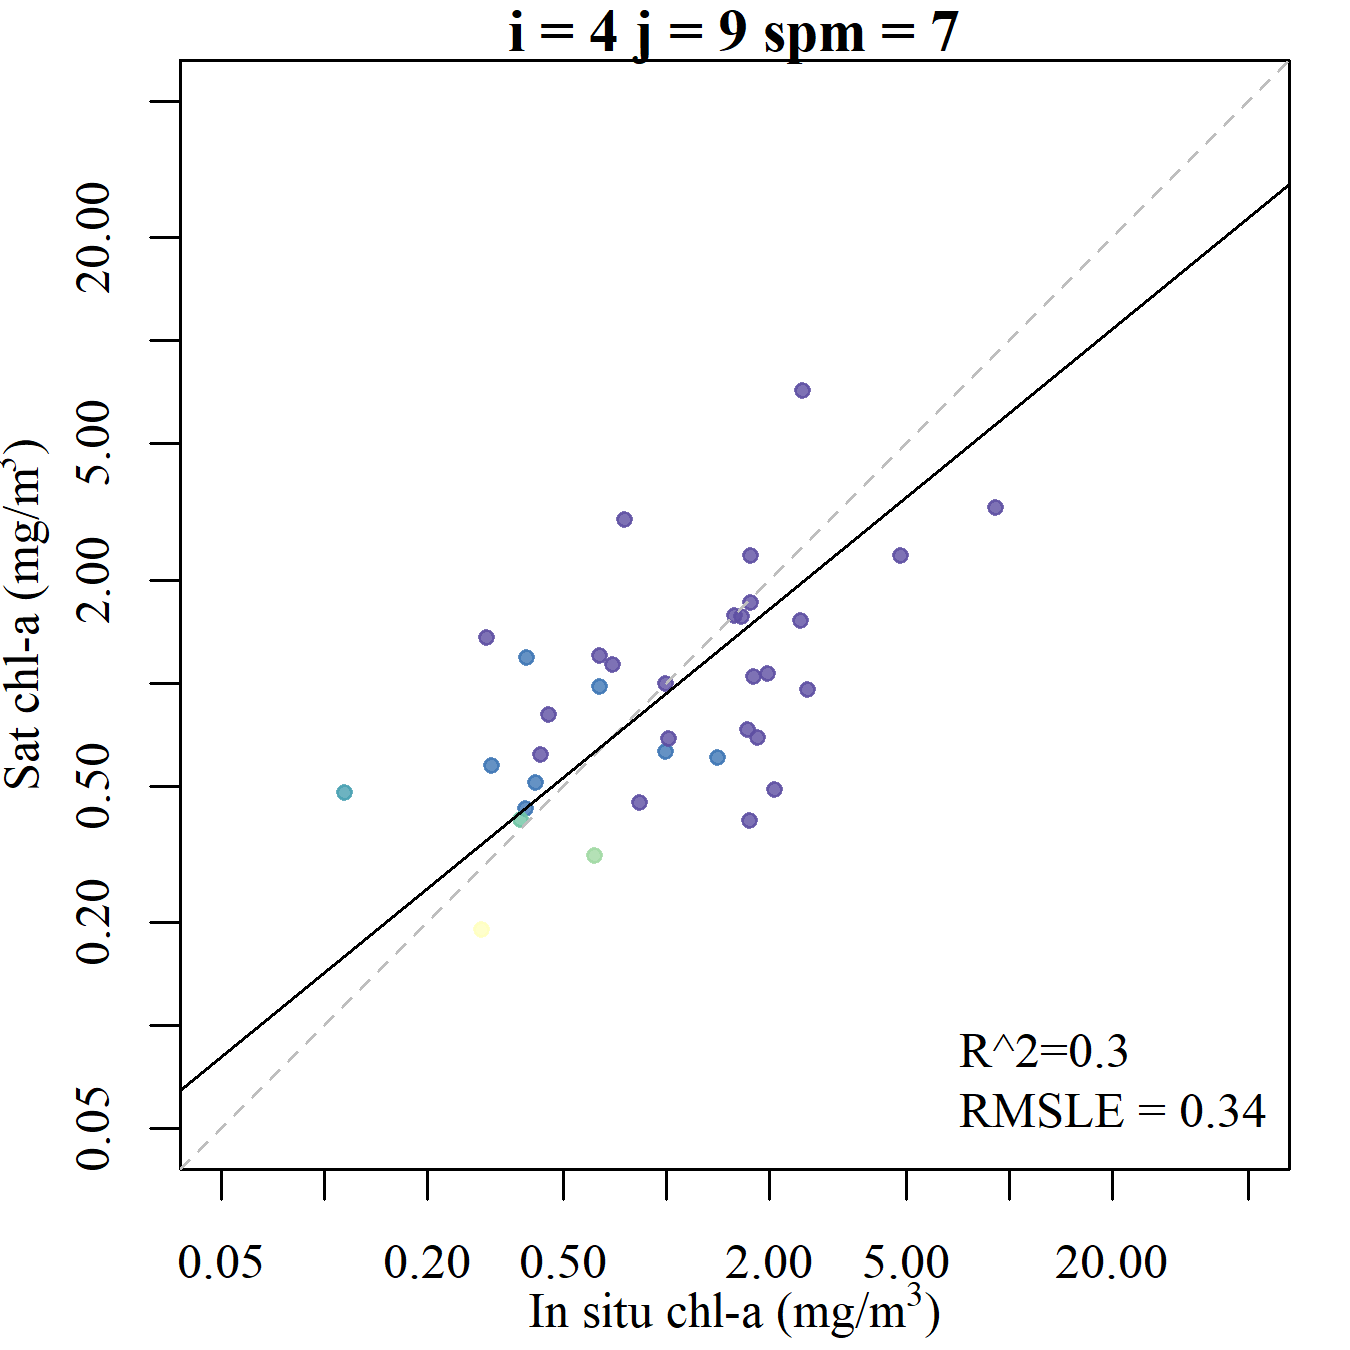 i = 4 j = 9 spm = 7
Sat chl-a (mg/m³)
20.00
5.00
2.00
0.50
0.20
0.05
R^2=0.3
RMSLE = 0.34
0.05 0.20 0.50 2.00 5.00 20.00
In situ chl-a (mg/m³)